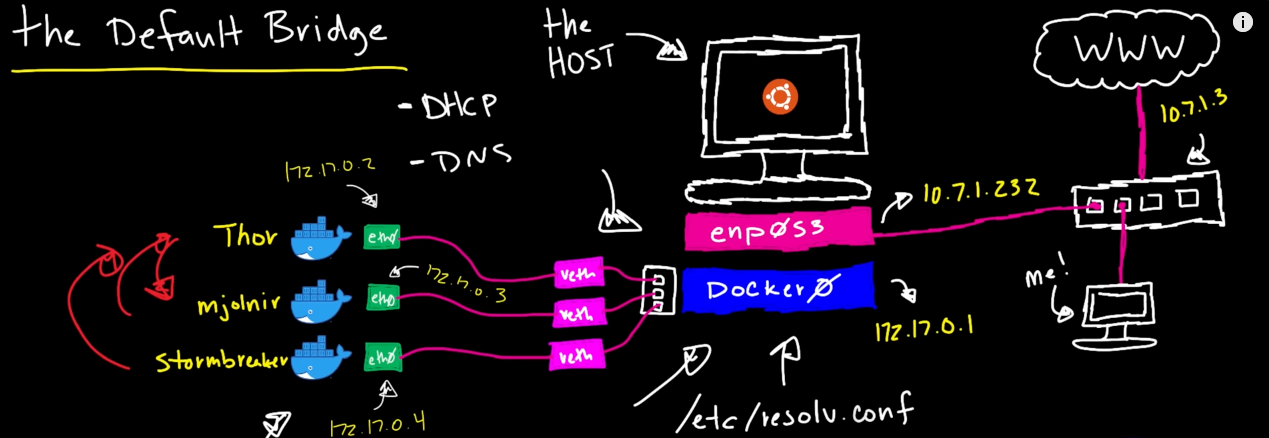 the Default Bridge
- DHCP
- DNS
the
HOST
www
10.7.1.3
172.17.0.2
10.7.1.232
enp0s3
Thor
eth0
veth
172.17.0.3
me!
mjolnir
eth0
veth
Docker0
172.17.0.1
stormbreaker
eth0
veth
172.17.0.4
/etc/resolv.conf
i